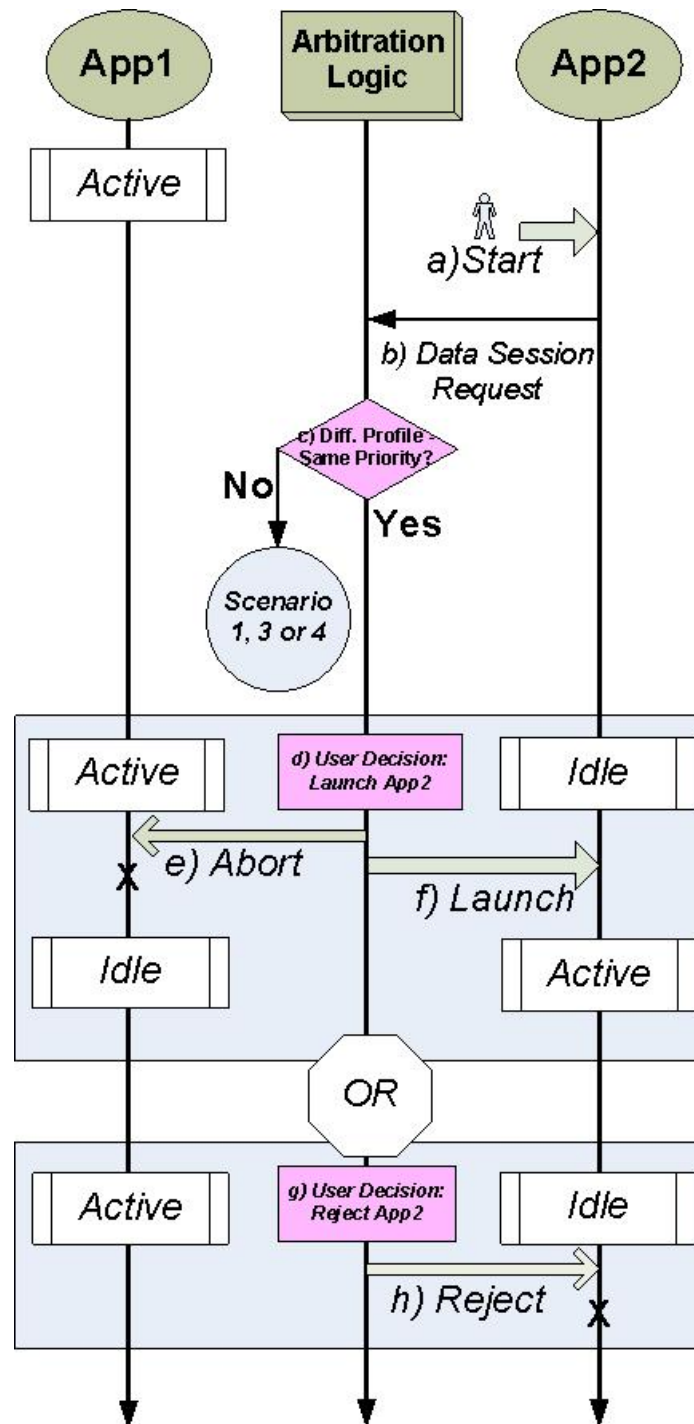 App1
Arbitration
Logic
App2
Active
a)Start
b) Data Session
Request
c) Diff. Profile -
Same Priority?
No
Yes
Scenario
1, 3 or 4
Active
d) User Decision:
Launch App2
Idle
e) Abort
X
f) Launch
Idle
Active
OR
Active
g) User Decision:
Reject App2
Idle
h) Reject
X